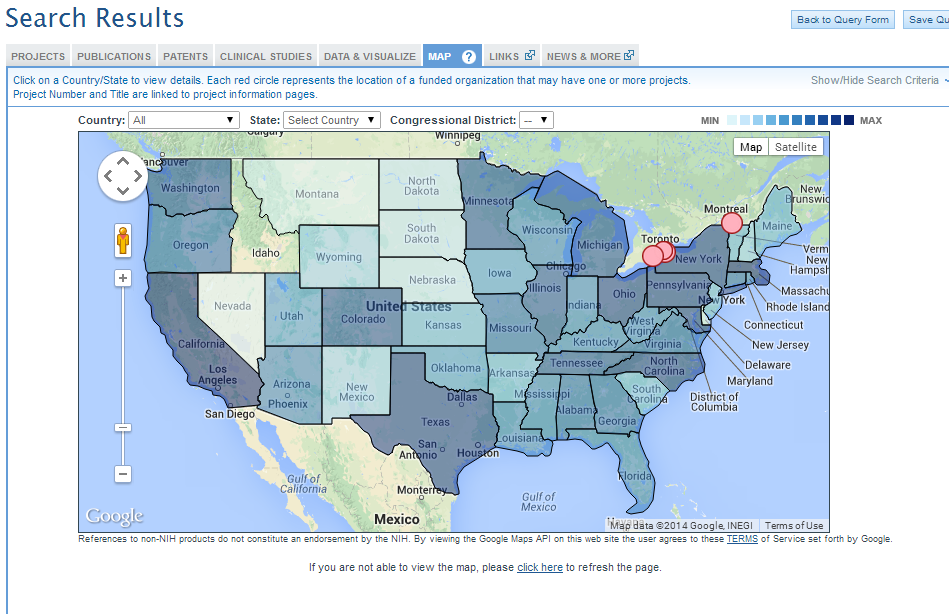 Search Results
Back to Query Form
Save Qu
PROJECTS
PUBLICATIONS
PATENTS
CLINICAL STUDIES
DATA & VISUALIZE
MAP ?
LINKS
NEWS & MORE
Click on a Country/State to view details. Each red circle represents the location of a funded organization that may have one or more projects.
Show/Hide Search Criteria
Project Number and Title are linked to project information pages.
Country: All
State: Select Country
Congressional District: --
MIN
MAX
Calgary
Winnipeg
Map
Satellite
ancouver
Washington
Montana
North
Dakota
Minnesota
Montreal
New
Brunswic
Oregon
Idaho
Wyoming
South
Dakota
Wisconsin
Michigan
Toronto
Maine
New York
Verm
New
Hampsh
Iowa
Chicago
Nebraska
Illinois
Indiana
Ohio
Pennsylvania
New York
Massachu
Rhode Island
Nevada
Utah
Colorado
United States
Kansas
Missouri
West
Virginia
Virginia
Kentucky
Connecticut
New Jersey
Delaware
Maryland
California
Los
Angeles
San Diego
Arizona
Phoenix
New
Mexico
Oklahoma
Arkansas
Tennessee
North
Carolina
South
Carolina
District of
Columbia
Dallas
Texas
Mississippi
Alabama
Georgia
San
Antonio
Houston
Louisiana
Florida
Gulf of
California
Monterrey
Gulf of
Mexico
Mexico
Havana
Google
Map data ©2014 Google, INEGI
Terms of Use
References to non-NIH products do not constitute an endorsement by the NIH. By viewing the Google Maps API on this web site the user agrees to these TERMS of Service set forth by Google.
If you are not able to view the map, please click here to refresh the page.